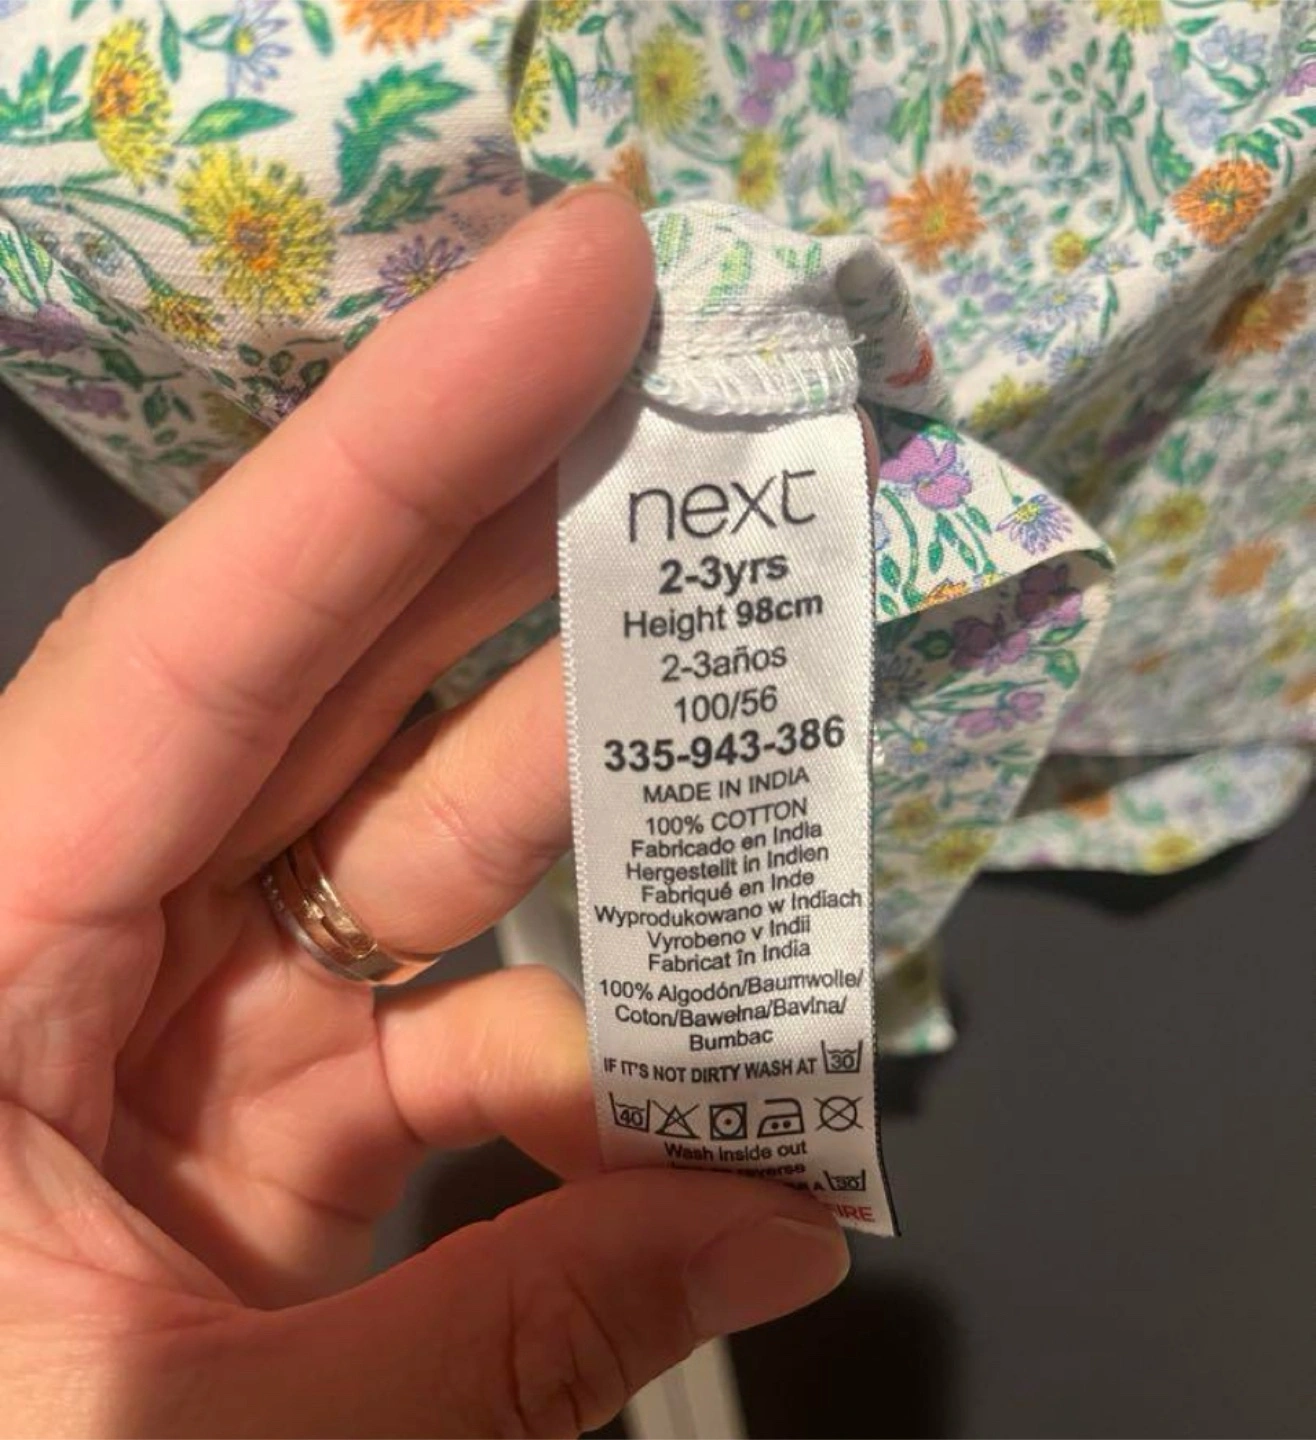 next
2-3yrs
Height 98cm
2-3años
100/56
335-943-386
MADE IN INDIA
100% COTTON
Fabricado en India
Hergestellt in Indien
Fabriqué en Inde
Wyprodukowano w Indiach
Vyrobeno v Indii
Fabricat în India
100% Algodón/Baumwolle/
Coton/Bawełna/Bavlna/
Bumbac
IF IT'S NOT DIRTY WASH AT 30
40
Wash inside out
30